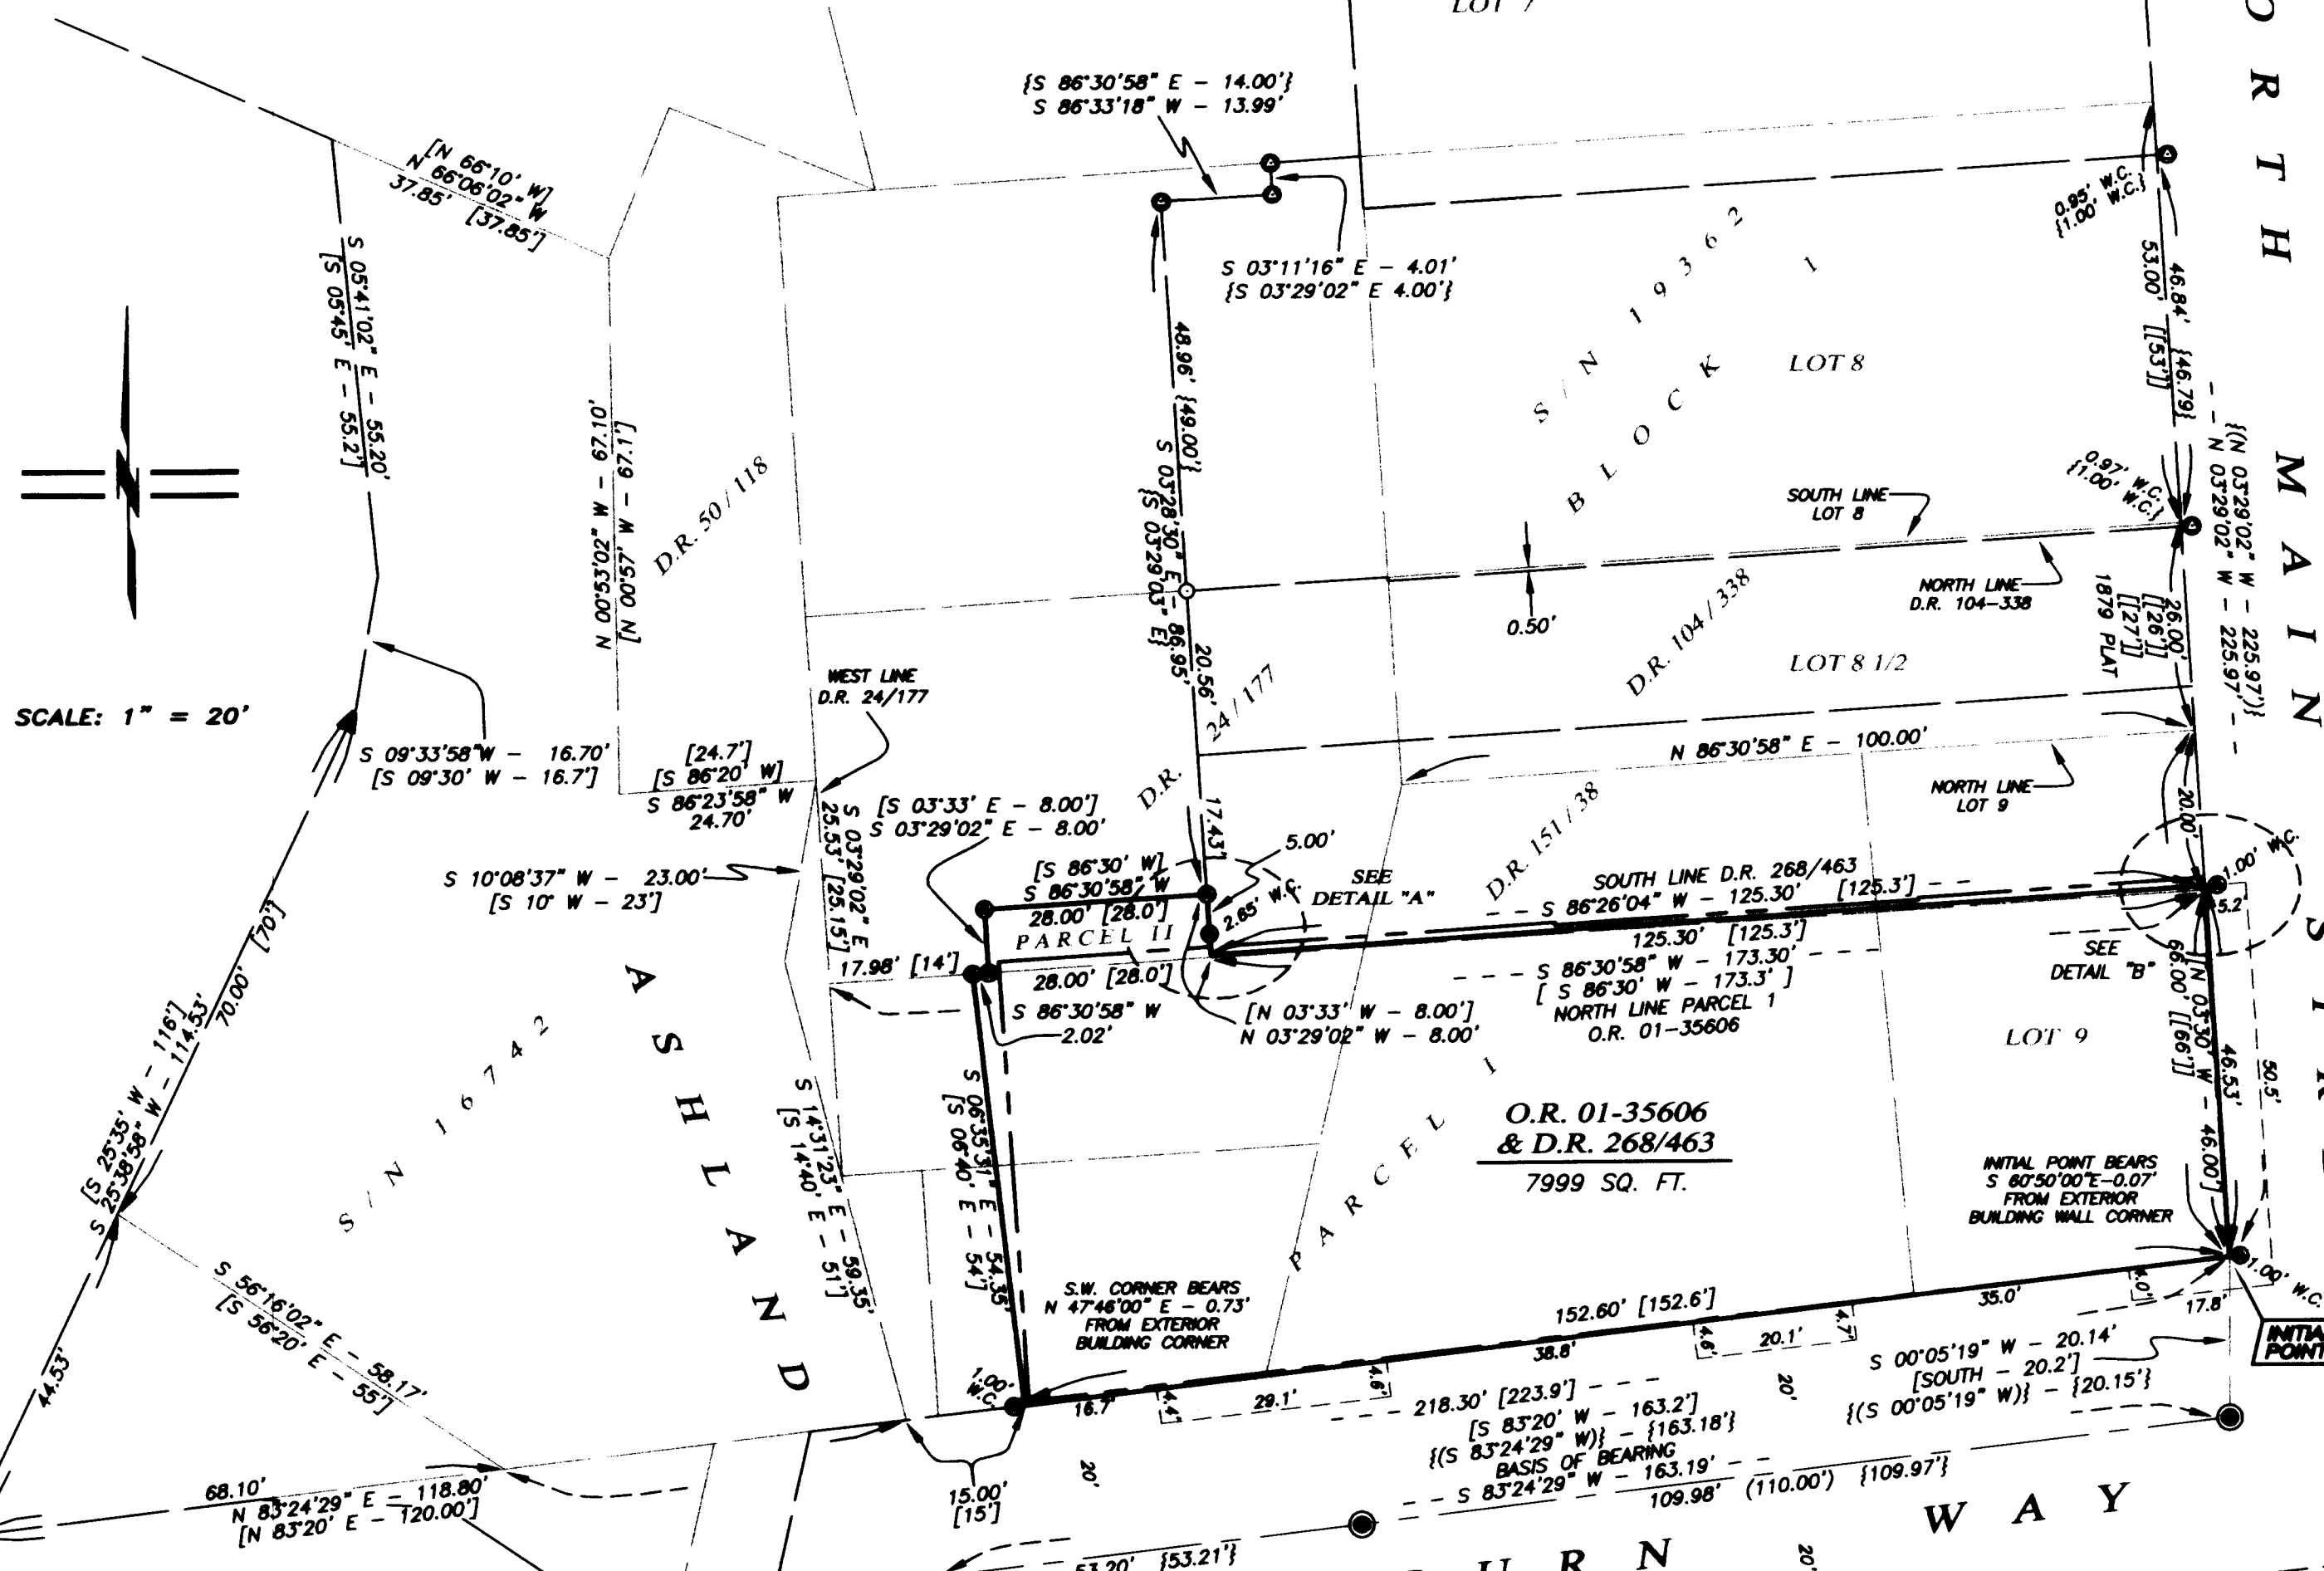 LOT 7
ORTH MAIN
{S 86°30'58" E - 14.00'}
S 86°33'18" W - 13.99'
[N 66°10' W]
N 66°06'02" W
37.85' [37.85']
S 05°41'02" E - 55.20'
[S 05°45' E - 55.2']
0.95' W.C.
{1.00' W.C.}
S 03°11'16" E - 4.01'
{S 03°29'02" E 4.00'}
S/N 19362
BLOCK 1
LOT 8
53.00' [[53']]
46.84' {46.79}
48.96' {49.00'}
S 03°28'30" E - 86.95'
{S 03°29'03" E}
N 00°53'02" W - 67.10'
[N 00°57' W - 67.1']
D.R. 50/118
{(N 03°29'02" W - 225.97')}
- - N 03°29'02" W - 225.97' - -
0.97' W.C.
{1.00' W.C.}
SOUTH LINE
LOT 8
NORTH LINE
D.R. 104-338
0.50'
26.00'
[[26']]
[[27']]
1879 PLAT
D.R. 104/338
LOT 8 1/2
20.56'
WEST LINE
D.R. 24/177
D.R. 24/177
SCALE: 1" = 20'
S 09°33'58"W - 16.70'
[S 09°30' W - 16.7']
[24.7']
[S 86°20' W]
S 86°23'58" W
24.70'
N 86°30'58" E - 100.00'
NORTH LINE
LOT 9
20.00'
[S 03°33' E - 8.00']
S 03°29'02" E - 8.00'
S 03°29'02" E
25.53' [25.15']
17.43'
5.00'
D.R. 151/38
S 10°08'37" W - 23.00'
[S 10° W - 23']
[S 86°30' W]
S 86°30'58" W
28.00' [28.0']
2.65' W.C.
SEE
DETAIL "A"
SOUTH LINE D.R. 268/463
- - S 86°26'04" W - 125.30' [125.3'] - -
125.30' [125.3']
1.00' W.C.
5.2'
PARCEL II
17.98' [14']
28.00' [28.0']
S 86°30'58" W
2.02'
[N 03°33' W - 8.00']
N 03°29'02" W - 8.00'
- - - S 86°30'58" W - 173.30' - - -
[ S 86°30' W - 173.3' ]
NORTH LINE PARCEL 1
O.R. 01-35606
SEE
DETAIL "B"
LOT 9
66.00' [[66']]
[N 03°30' W - 46.00']
46.53'
50.5'
70.00' [70']
[S 25°35' W - 116']
S 25°38'58" W - 114.53'
S/N 16742
ASHLAND
S 14°31'23" E - 59.35'
[S 14°40' E - 51']
S 06°35'31" E - 54.35'
[S 06°40' E - 54']
PARCEL 1
O.R. 01-35606
& D.R. 268/463
7999 SQ. FT.
INITIAL POINT BEARS
S 60°50'00"E-0.07'
FROM EXTERIOR
BUILDING WALL CORNER
S.W. CORNER BEARS
N 47°46'00" E - 0.73'
FROM EXTERIOR
BUILDING CORNER
1.00' W.C.
INITIAL
POINT
152.60' [152.6']
35.0'
4.0'
17.8'
4.7'
20.1'
4.6'
38.8'
4.6'
29.1'
4.4'
16.7'
1.00'
W.C.
S 56°16'02" E - 58.17'
[S 56°20' E - 55']
44.53'
S 00°05'19" W - 20.14'
[SOUTH - 20.2']
{(S 00°05'19" W)} - {20.15'}
20'
- - - 218.30' [223.9'] - - -
[S 83°20' W - 163.2']
{(S 83°24'29" W)} - {163.18'}
BASIS OF BEARING
- - S 83°24'29" W - 163.19' - -
109.98' (110.00') {109.97'}
20'
15.00'
[15']
68.10'
N 83°24'29" E - 118.80'
[N 83°20' E - 120.00']
53.20' {53.21'}
URN WAY
20'